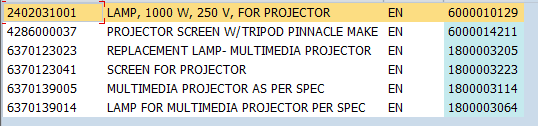 2402031001 LAMP, 1000 W, 250 V, FOR PROJECTOR EN 6000010129
4286000037 PROJECTOR SCREEN W/TRIPOD PINNACLE MAKE EN 6000014211
6370123023 REPLACEMENT LAMP- MULTIMEDIA PROJECTOR EN 1800003205
6370123041 SCREEN FOR PROJECTOR EN 1800003223
6370139005 MULTIMEDIA PROJECTOR AS PER SPEC EN 1800003114
6370139014 LAMP FOR MULTIMEDIA PROJECTOR PER SPEC EN 1800003064